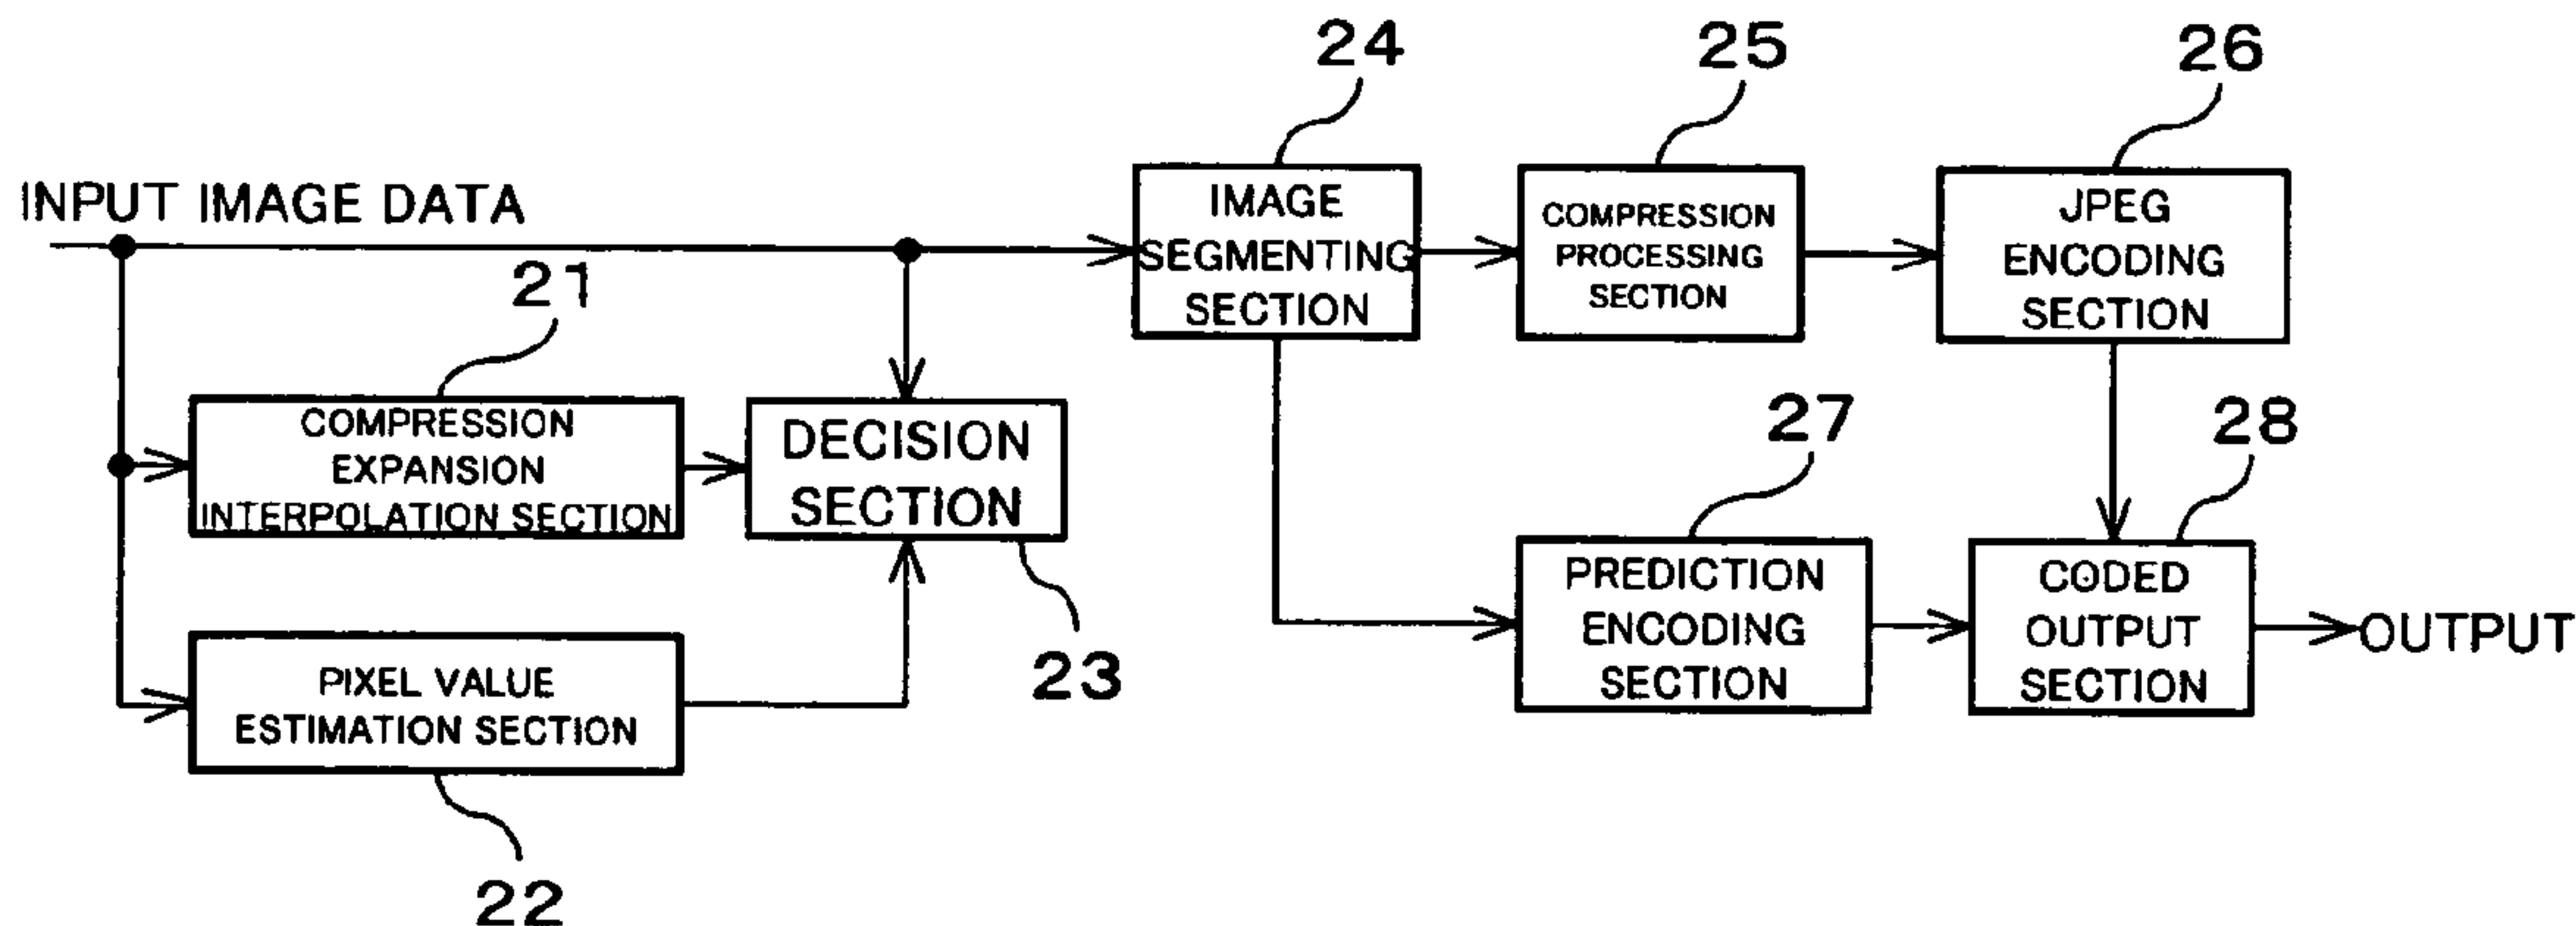 24
25
26
INPUT IMAGE DATA
IMAGE
SEGMENTING
SECTION
COMPRESSION
PROCESSING
SECTION
JPEG
ENCODING
SECTION
21
COMPRESSION
EXPANSION
INTERPOLATION SECTION
DECISION
SECTION
23
27
28
PREDICTION
ENCODING
SECTION
CODED
OUTPUT
SECTION
OUTPUT
PIXEL VALUE
ESTIMATION SECTION
22